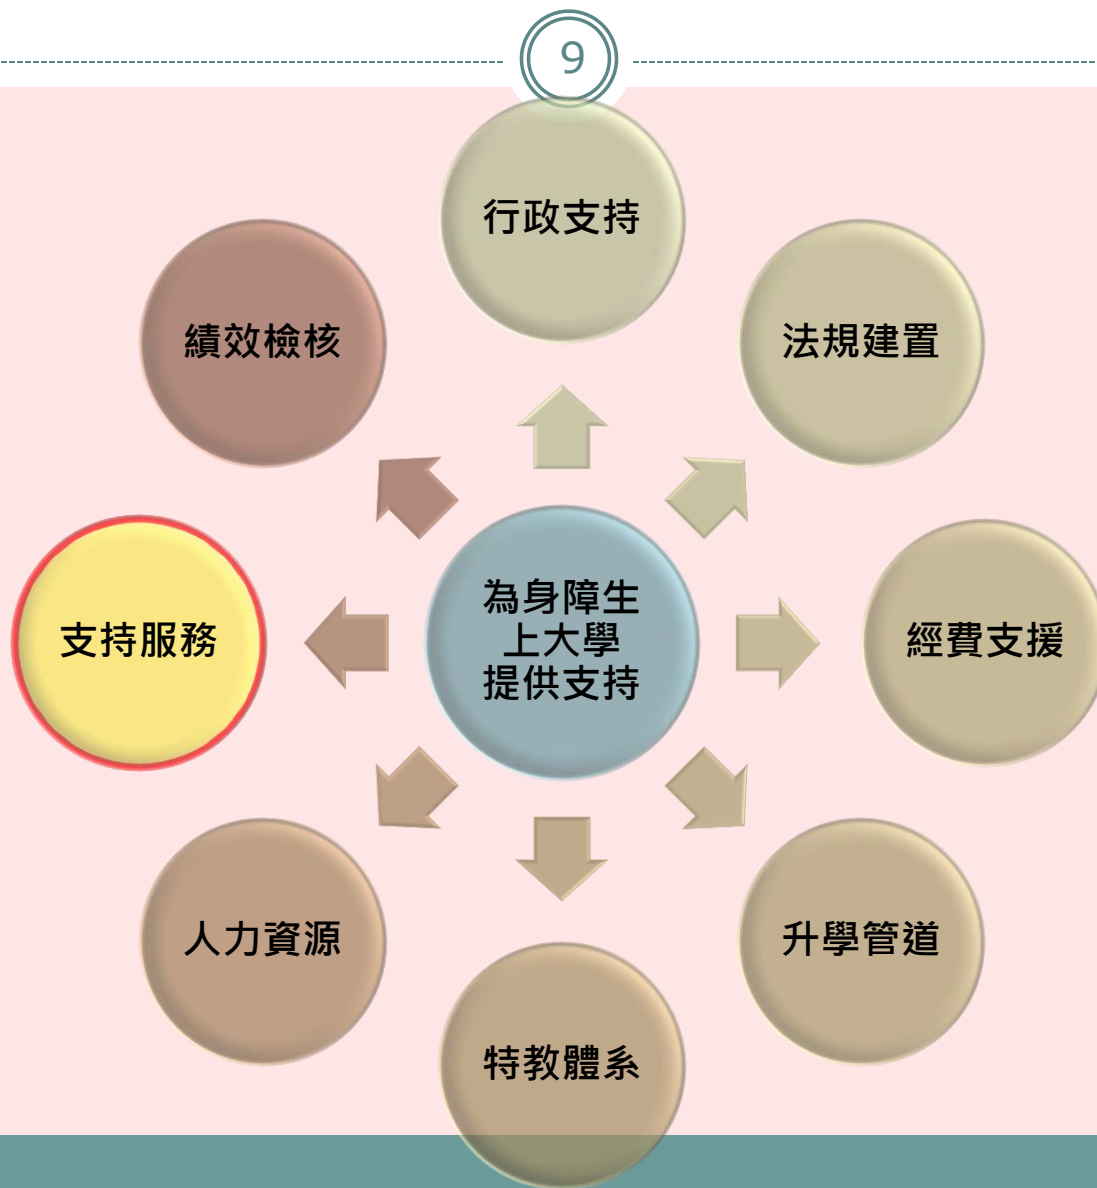 9
行政支持
法規建置
經費支援
升學管道
特教體系
人力資源
支持服務
績效檢核
為身障生
上大學
提供支持